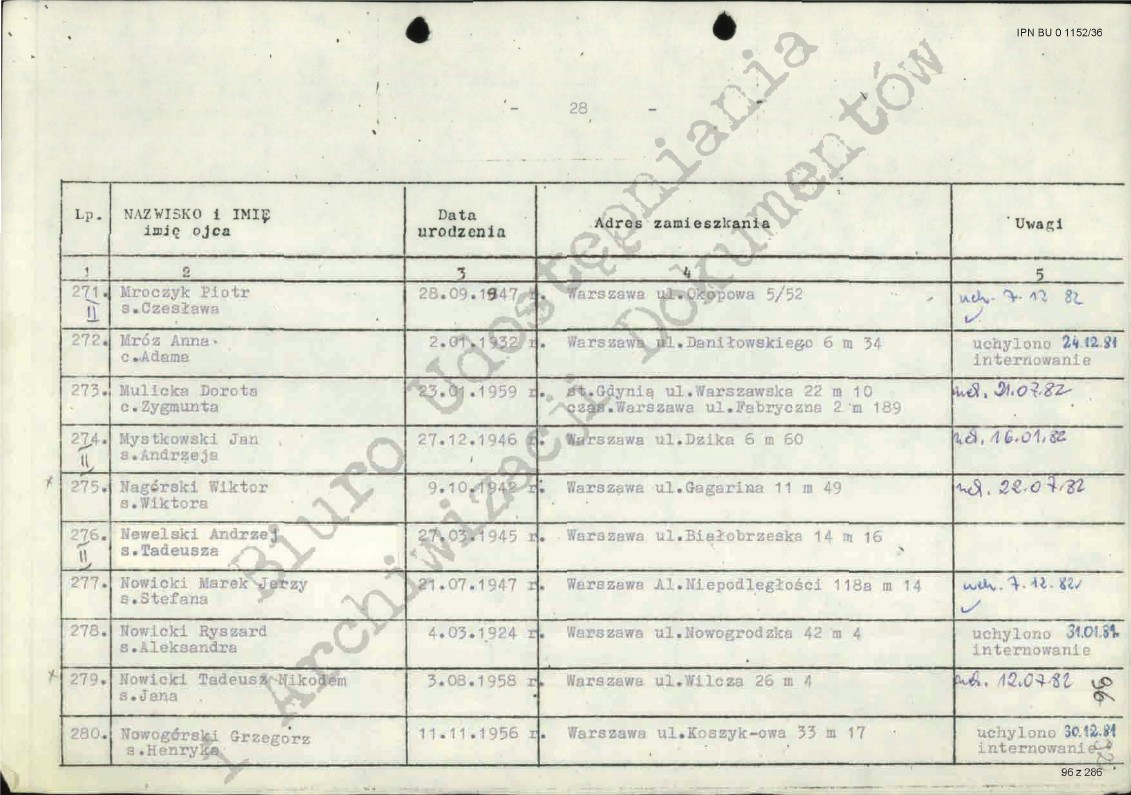 IPN BU 0 1152/36
- 28 -
Lp. NAZWISKO i IMIĘ Data Adres zamieszkania Uwagi
imię ojca urodzenia
1 2 3 4 5
271. Mroczyk Piotr 28.09.1947 r. Warszawa ul.Okopowa 5/52 uch. 7.12 82
II s.Czesława
272. Mróz Anna 2.01.1932 r. Warszawa ul.Daniłowskiego 6 m 34 uchylono 24.12.81
c.Adama internowanie
273. Mulicka Dorota 23.01.1959 r. st.Gdynią ul.Warszawska 22 m 10 uch. 21.07.82
c.Zygmunta czas.Warszawa ul.Fabryczna 2 m 189
274. Mystkowski Jan 27.12.1946 r. Warszawa ul.Dzika 6 m 60 uch. 16.01.82
II s.Andrzeja
x 275. Nagórski Wiktor 9.10.1942 r. Warszawa ul.Gagarina 11 m 49 uch. 22.07.82
s.Wiktora
276. Newelski Andrzej 27.03.1945 r. Warszawa ul.Białobrzeska 14 m 16
II s.Tadeusza
277. Nowicki Marek Jerzy 21.07.1947 r. Warszawa Al.Niepodległości 118a m 14 uch. 7.12.82
s.Stefana
278. Nowicki Ryszard 4.03.1924 r. Warszawa ul.Nowogrodzka 42 m 4 uchylono 31.01.82
s.Aleksandra internowanie
x 279. Nowicki Tadeusz Nikodem 3.08.1958 r. Warszawa ul.Wilcza 26 m 4 uch. 12.07.82
s.Jana
96
280. Nowogórski Grzegorz 11.11.1956 r. Warszawa ul.Koszyk-owa 33 m 17 uchylono 30.12.81
s.Henryka internowanie
96 z 286
Biuro Udostępniania
i Archiwizacji Dokumentów